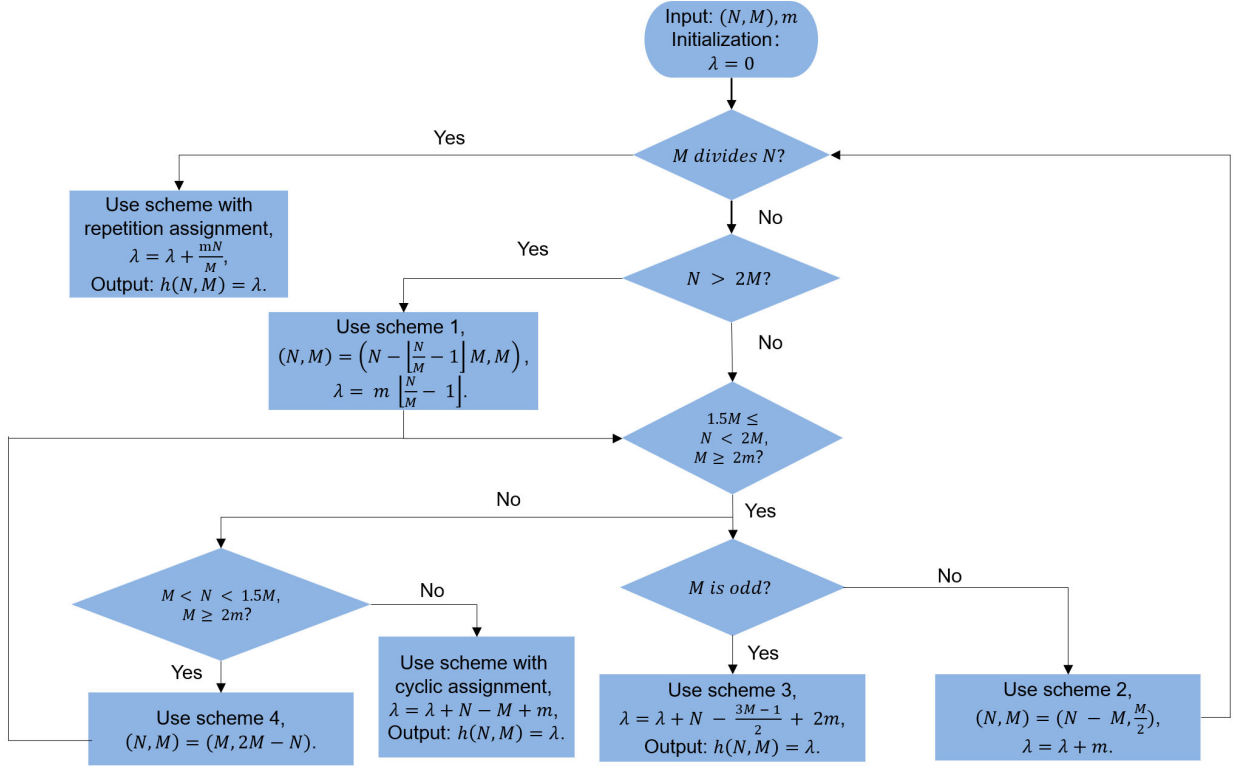 Input: (N, M), m
Initialization:
λ = 0
Yes
M divides N?
No
Use scheme with
repetition assignment,
λ = λ + mN/M,
Output: h(N, M) = λ.
Yes
N > 2M?
No
Use scheme 1,
(N, M) = (N − ⌊N/M − 1⌋ M, M),
λ = m ⌊N/M − 1⌋.
1.5M ≤
N < 2M,
M ≥ 2m?
No
Yes
M < N < 1.5M,
M ≥ 2m?
No
Yes
M is odd?
No
Yes
Use scheme with
cyclic assignment,
λ = λ + N − M + m,
Output: h(N, M) = λ.
Use scheme 4,
(N, M) = (M, 2M − N).
Use scheme 3,
λ = λ + N − (3M − 1)/2 + 2m,
Output: h(N, M) = λ.
Use scheme 2,
(N, M) = (N − M, M/2),
λ = λ + m.